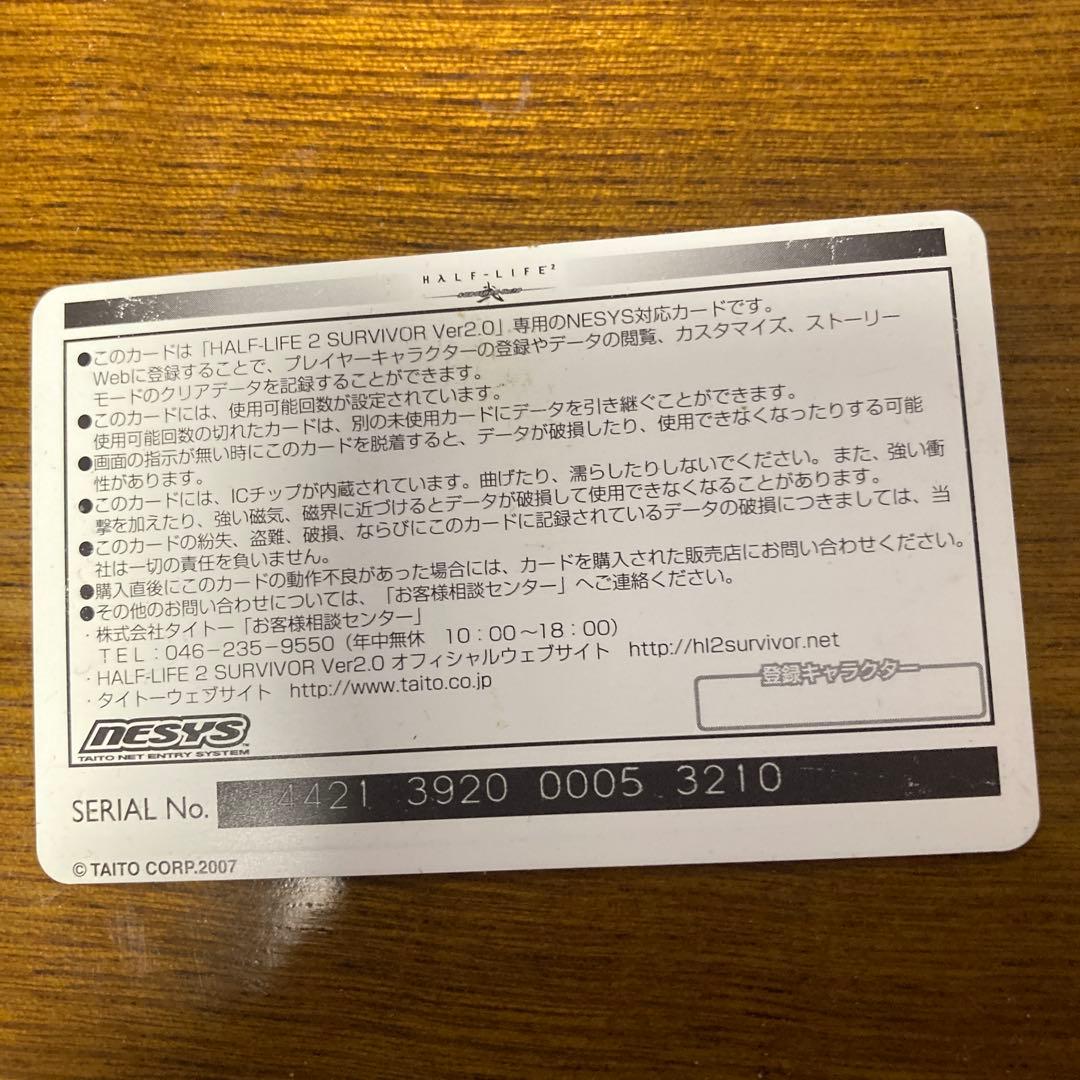 HλLF-LIFE²
●このカードは「HALF-LIFE 2 SURVIVOR Ver2.0」専用のNESYS対応カードです。
Webに登録することで、プレイヤーキャラクターの登録やデータの閲覧、カスタマイズ、ストーリー
モードのクリアデータを記録することができます。
●このカードには、使用可能回数が設定されています。
使用可能回数の切れたカードは、別の未使用カードにデータを引き継ぐことができます。
●画面の指示が無い時にこのカードを脱着すると、データが破損したり、使用できなくなったりする可能
性があります。
●このカードには、ICチップが内蔵されています。曲げたり、濡らしたりしないでください。また、強い衝
撃を加えたり、強い磁気、磁界に近づけるとデータが破損して使用できなくなることがあります。
●このカードの紛失、盗難、破損、ならびにこのカードに記録されているデータの破損につきましては、当
社は一切の責任を負いません。
●購入直後にこのカードの動作不良があった場合には、カードを購入された販売店にお問い合わせください。
●その他のお問い合わせについては、「お客様相談センター」へご連絡ください。
・株式会社タイトー「お客様相談センター」
TEL：046-235-9550（年中無休 10：00〜18：00）
・HALF-LIFE 2 SURVIVOR Ver2.0 オフィシャルウェブサイト http://hl2survivor.net
・タイトーウェブサイト http://www.taito.co.jp
登録キャラクター
NESYS™
TAITO NET ENTRY SYSTEM
SERIAL No. 4421 3920 0005 3210
© TAITO CORP.2007